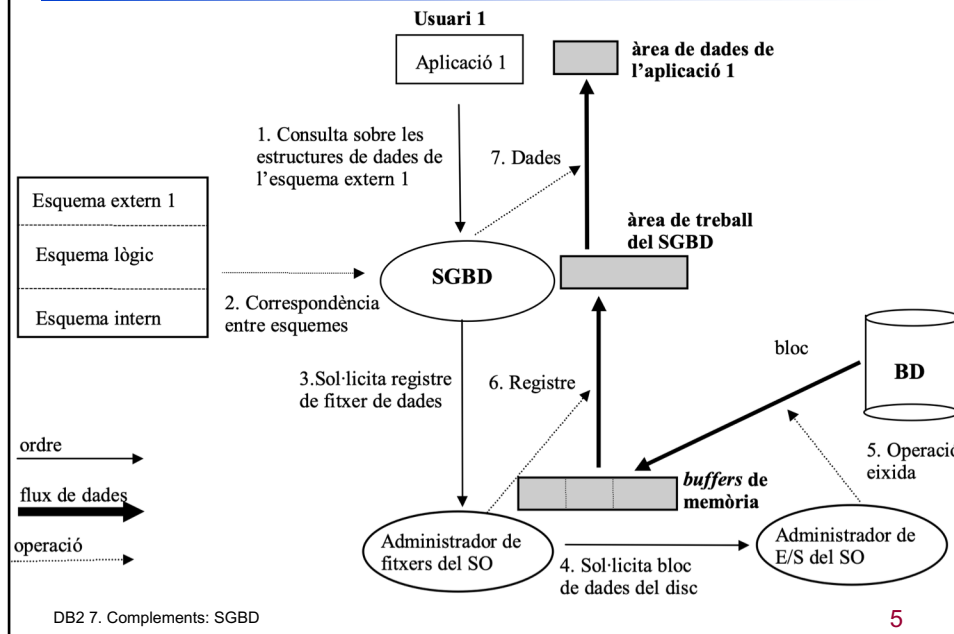 Usuari 1
Aplicació 1
àrea de dades de
l'aplicació 1
1. Consulta sobre les
estructures de dades de
l'esquema extern 1
7. Dades
Esquema extern 1
Esquema lògic
Esquema intern
àrea de treball
del SGBD
SGBD
2. Correspondència
entre esquemes
bloc
BD
3.Sol·licita registre
de fitxer de dades
6. Registre
ordre
flux de dades
operació
5. Operació
eixida
buffers de
memòria
Administrador de
fitxers del SO
4. Sol·licita bloc
de dades del disc
Administrador de
E/S del SO
DB2 7. Complements: SGBD
5